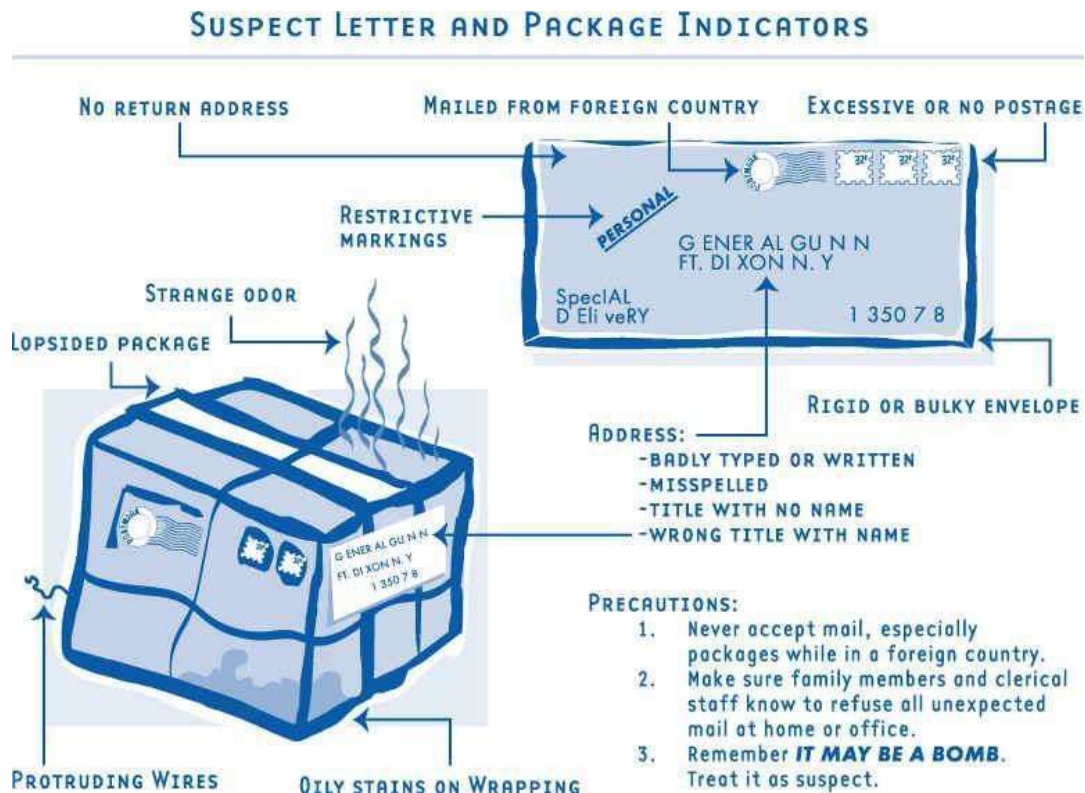 SUSPECT LETTER AND PACKAGE INDICATORS
NO RETURN ADDRESS
MAILED FROM FOREIGN COUNTRY
EXCESSIVE OR NO POSTAGE
32¢ 32¢ 32¢
RESTRICTIVE
MARKINGS
PERSONAL
G ENER AL GU N N
FT. DI XON N. Y
SpecIAL
D Eli veRY
1 350 7 8
STRANGE ODOR
LOPSIDED PACKAGE
RIGID OR BULKY ENVELOPE
ADDRESS:
-BADLY TYPED OR WRITTEN
-MISSPELLED
-TITLE WITH NO NAME
-WRONG TITLE WITH NAME
G ENER AL GU N N
FT. DI XON N. Y
1 350 7 8
PRECAUTIONS:
1. Never accept mail, especially
packages while in a foreign country.
2. Make sure family members and clerical
staff know to refuse all unexpected
mail at home or office.
3. Remember IT MAY BE A BOMB.
Treat it as suspect.
PROTRUDING WIRES
OILY STAINS ON WRAPPING